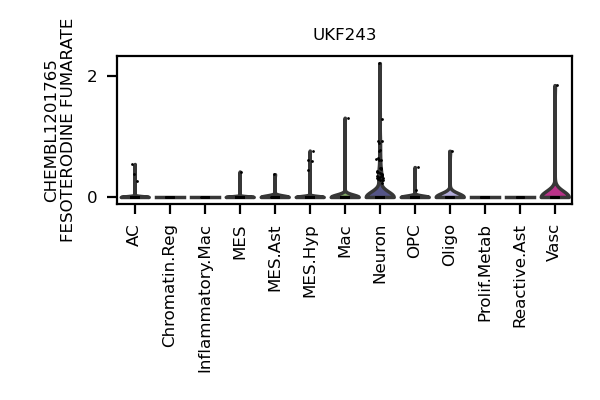 UKF243
CHEMBL1201765
FESOTERODINE FUMARATE
2
0
AC
Chromatin.Reg
Inflammatory.Mac
MES
MES.Ast
MES.Hyp
Mac
Neuron
OPC
Oligo
Prolif.Metab
Reactive.Ast
Vasc